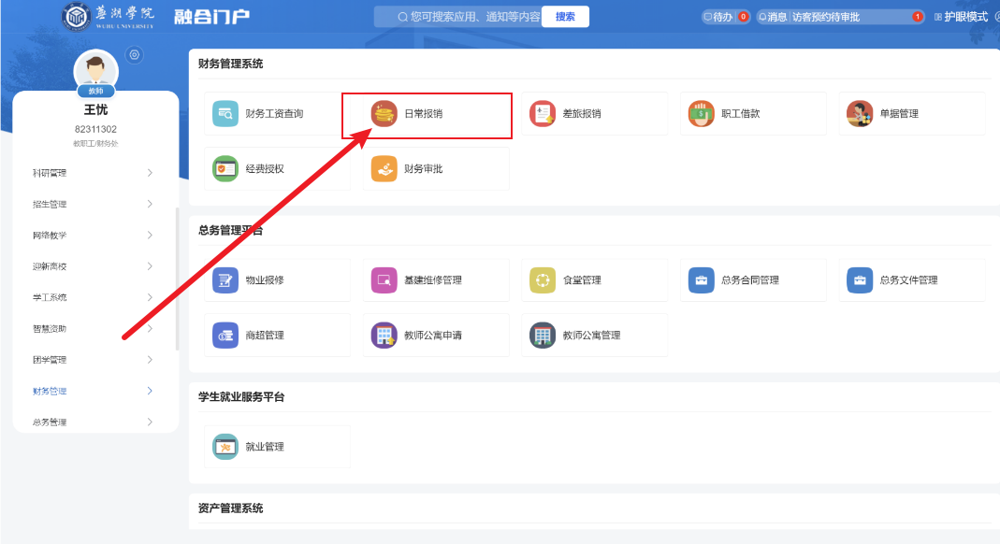 芜湖学院
WUHU UNIVERSITY
融合门户
您可搜索应用、通知等内容
搜索
待办 0
消息 访客预约待审批 1
护眼模式
教师
王忧
82311302
教职工/财务处
科研管理
招生管理
网络教学
迎新离校
学工系统
智慧资助
团学管理
财务管理
总务管理
财务管理系统
财务工资查询
日常报销
差旅报销
职工借款
单据管理
经费授权
财务审批
总务管理平台
物业报修
基建维修管理
食堂管理
总务合同管理
总务文件管理
商超管理
教师公寓申请
教师公寓管理
学生就业服务平台
就业管理
资产管理系统